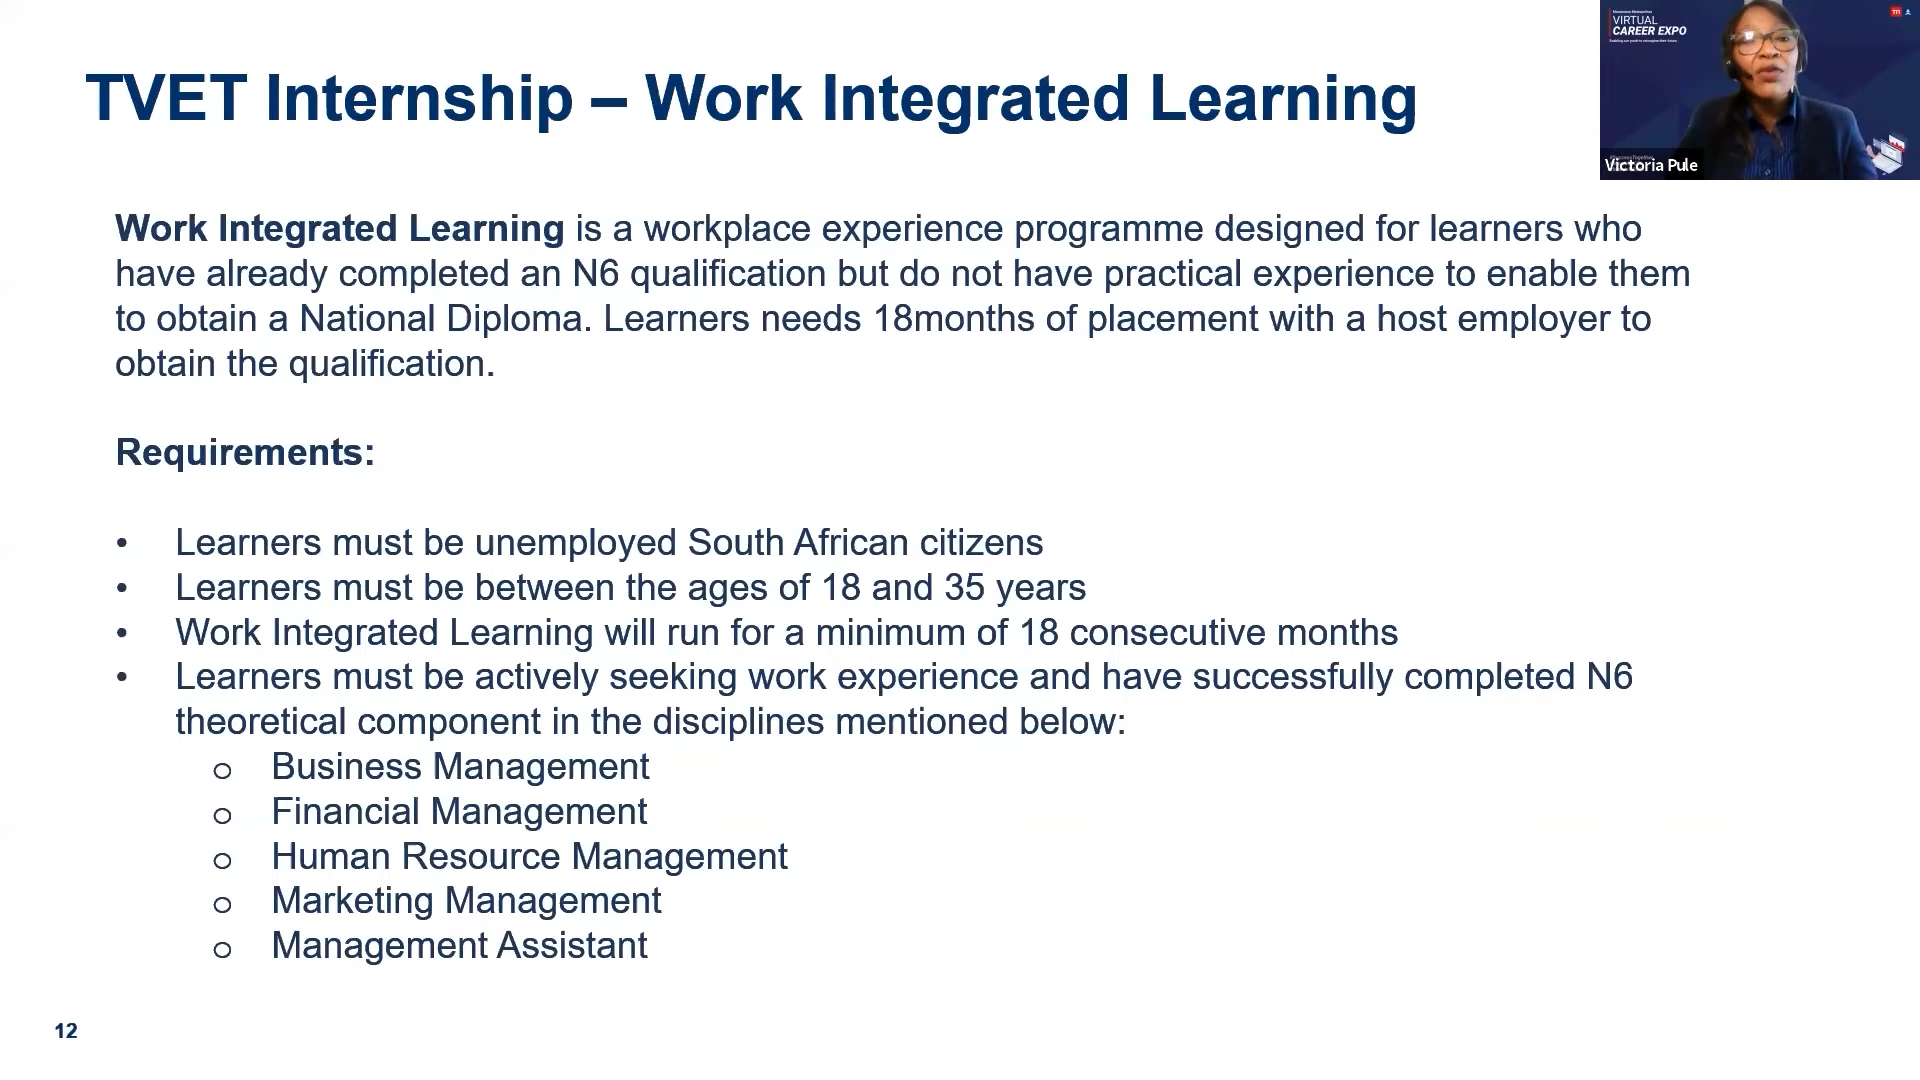 TVET Internship – Work Integrated Learning
VIRTUAL
CAREER EXPO
Victoria Pule
Work Integrated Learning is a workplace experience programme designed for learners who
have already completed an N6 qualification but do not have practical experience to enable them
to obtain a National Diploma. Learners needs 18months of placement with a host employer to
obtain the qualification.
Requirements:
• Learners must be unemployed South African citizens
• Learners must be between the ages of 18 and 35 years
• Work Integrated Learning will run for a minimum of 18 consecutive months
• Learners must be actively seeking work experience and have successfully completed N6
theoretical component in the disciplines mentioned below:
o Business Management
o Financial Management
o Human Resource Management
o Marketing Management
o Management Assistant
12